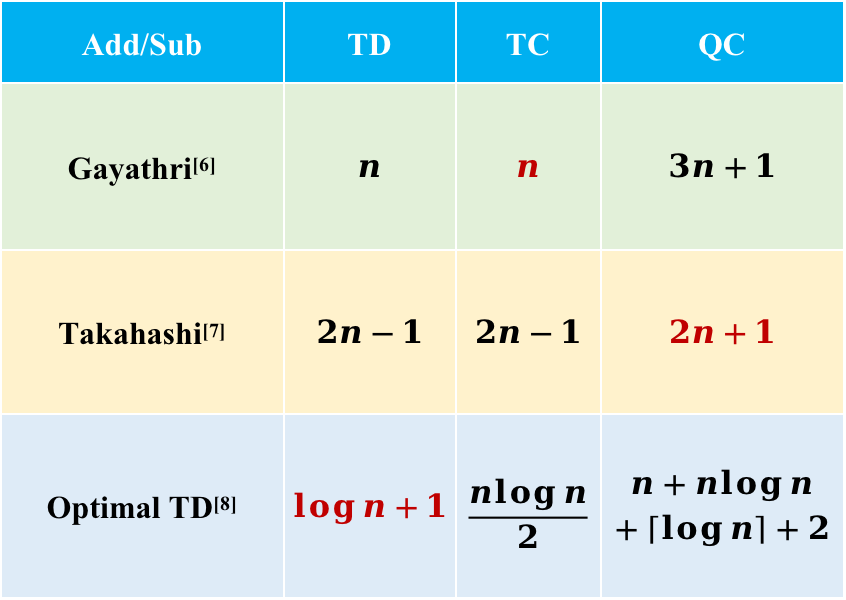 Add/Sub TD TC QC
Gayathri[6] n n 3n + 1
Takahashi[7] 2n − 1 2n − 1 2n + 1
Optimal TD[8] log n + 1 n log n / 2 n + n log n
+ ⌈log n⌉ + 2